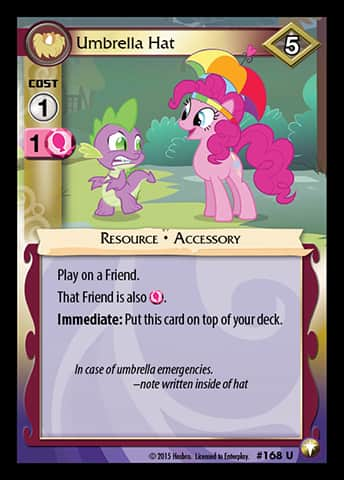 Umbrella Hat
5
COST
1
1
RESOURCE • ACCESSORY
Play on a Friend.
That Friend is also .
Immediate: Put this card on top of your deck.
In case of umbrella emergencies.
–note written inside of hat
© 2015 Hasbro. Licensed to Enterplay. #168 U